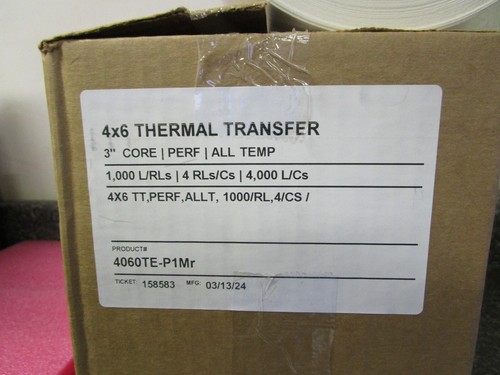 4x6 THERMAL TRANSFER
3" CORE | PERF | ALL TEMP
1,000 L/RLs | 4 RLs/Cs | 4,000 L/Cs
4X6 TT,PERF,ALLT, 1000/RL,4/CS /
PRODUCT#
4060TE-P1Mr
TICKET: 158583 MFG: 03/13/24